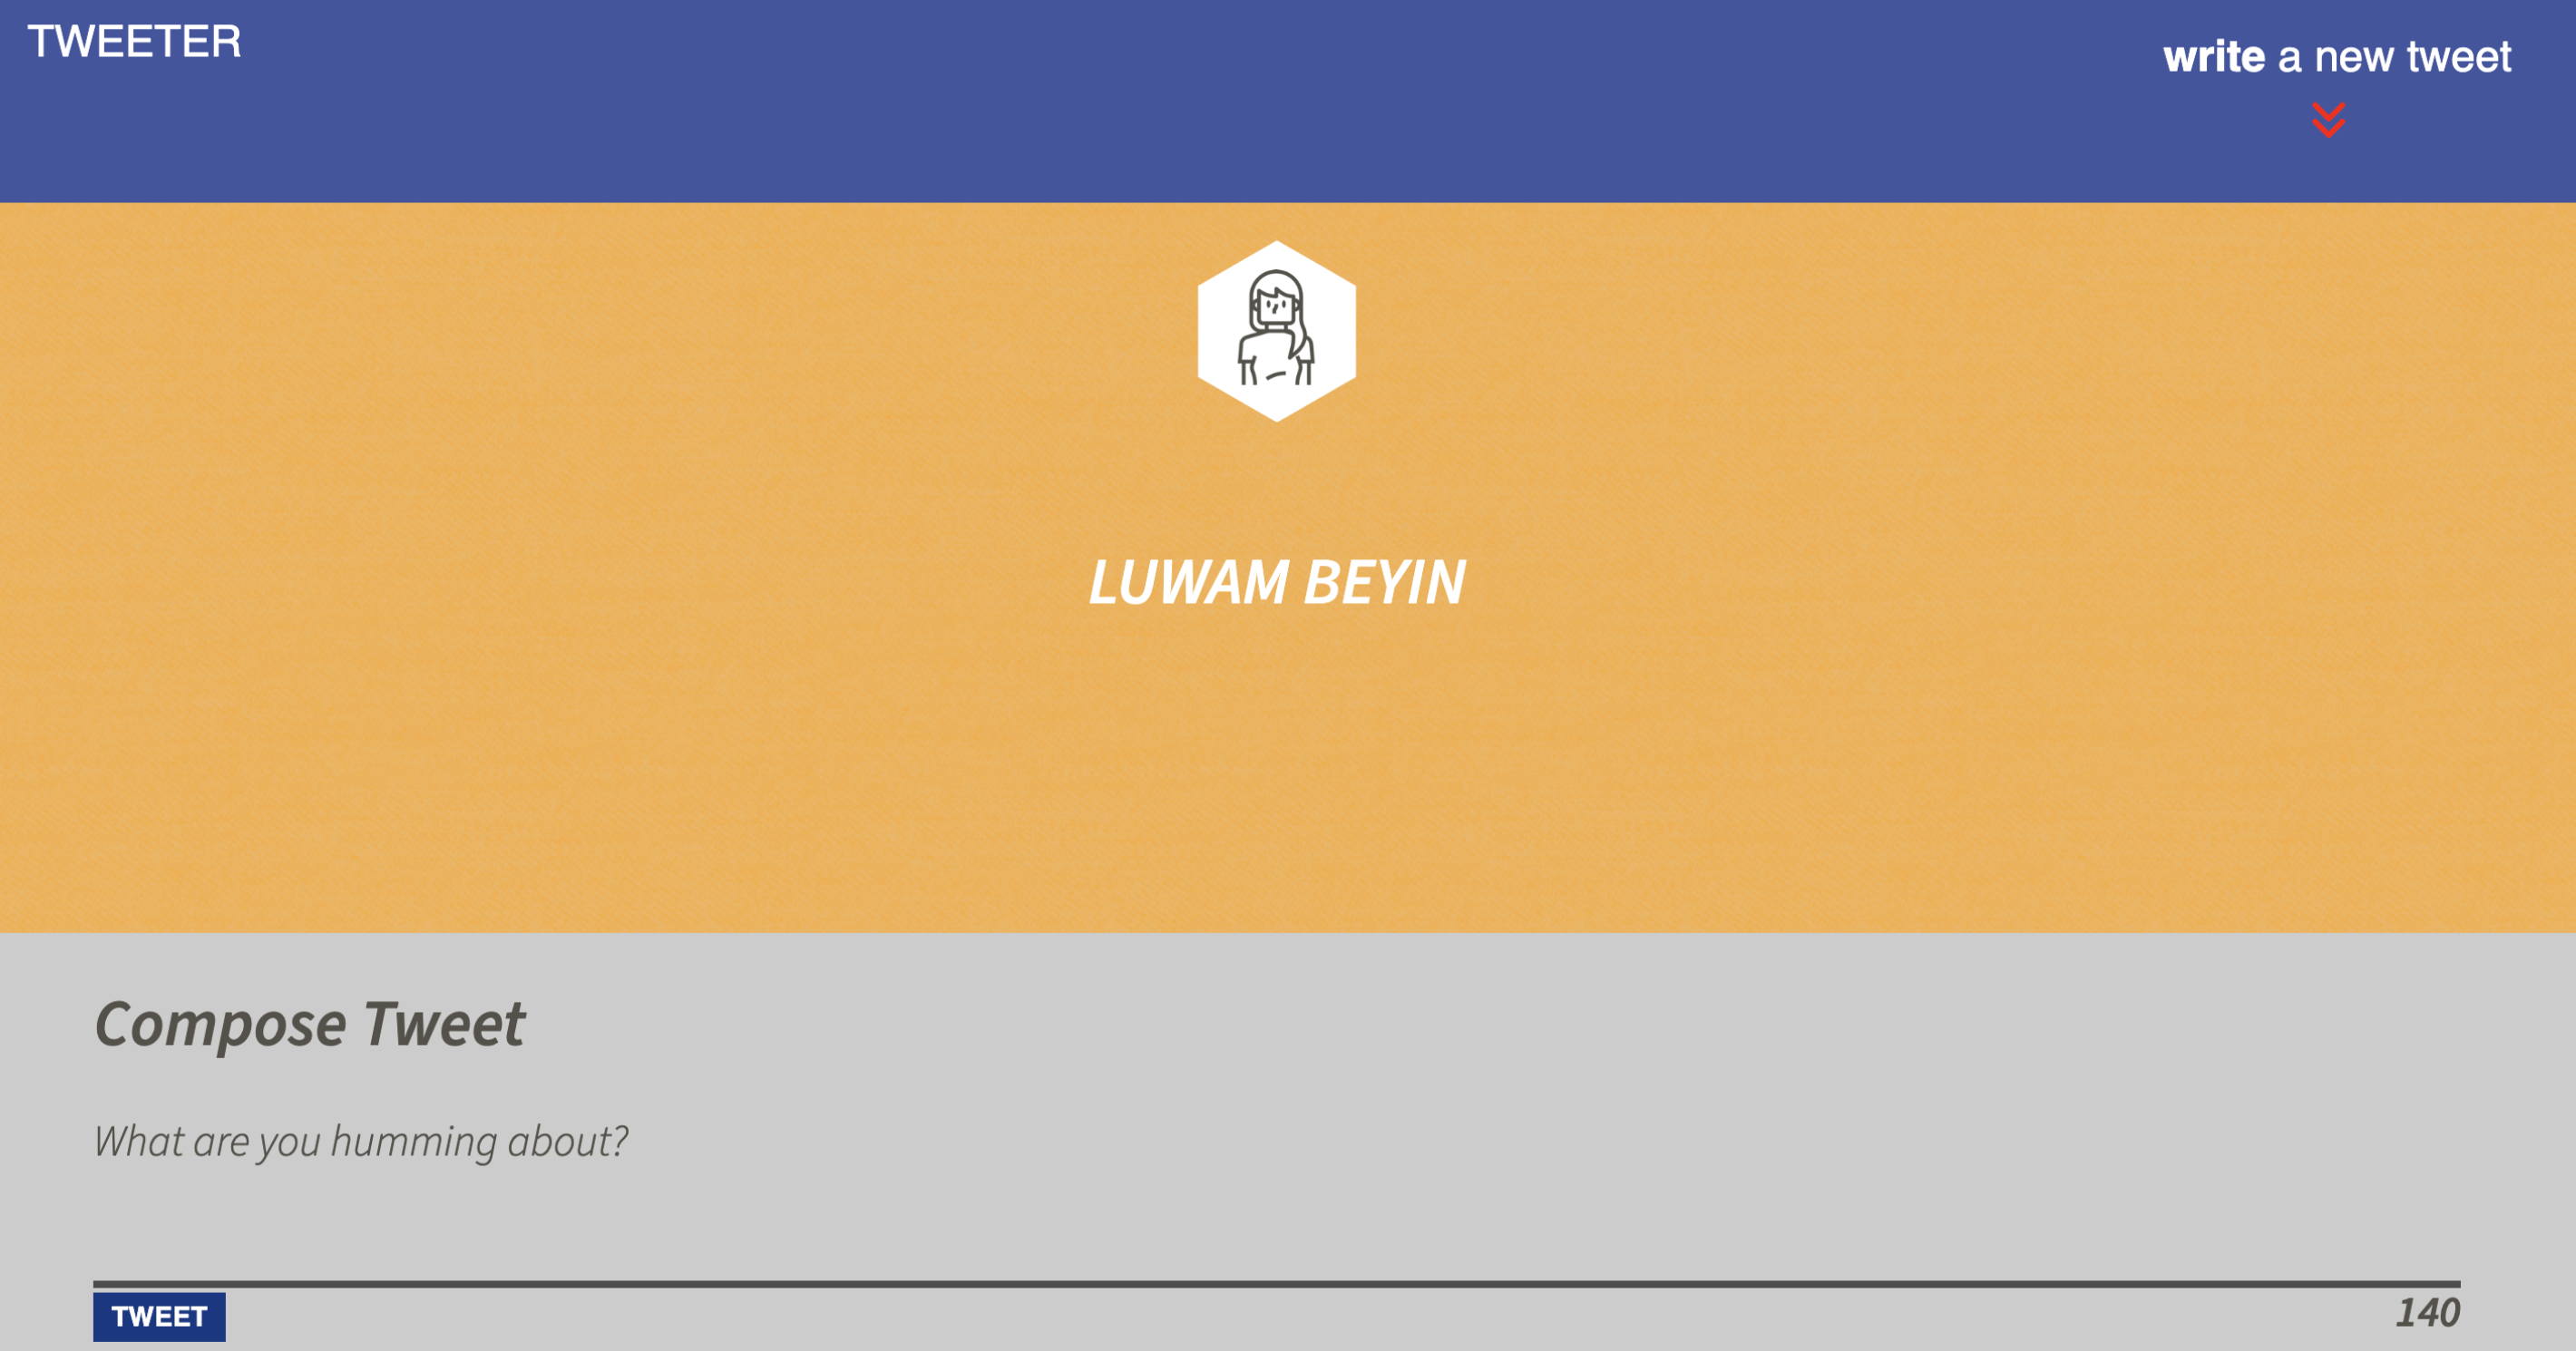 TWEETER
write a new tweet
LUWAM BEYIN
Compose Tweet
What are you humming about?
TWEET
140